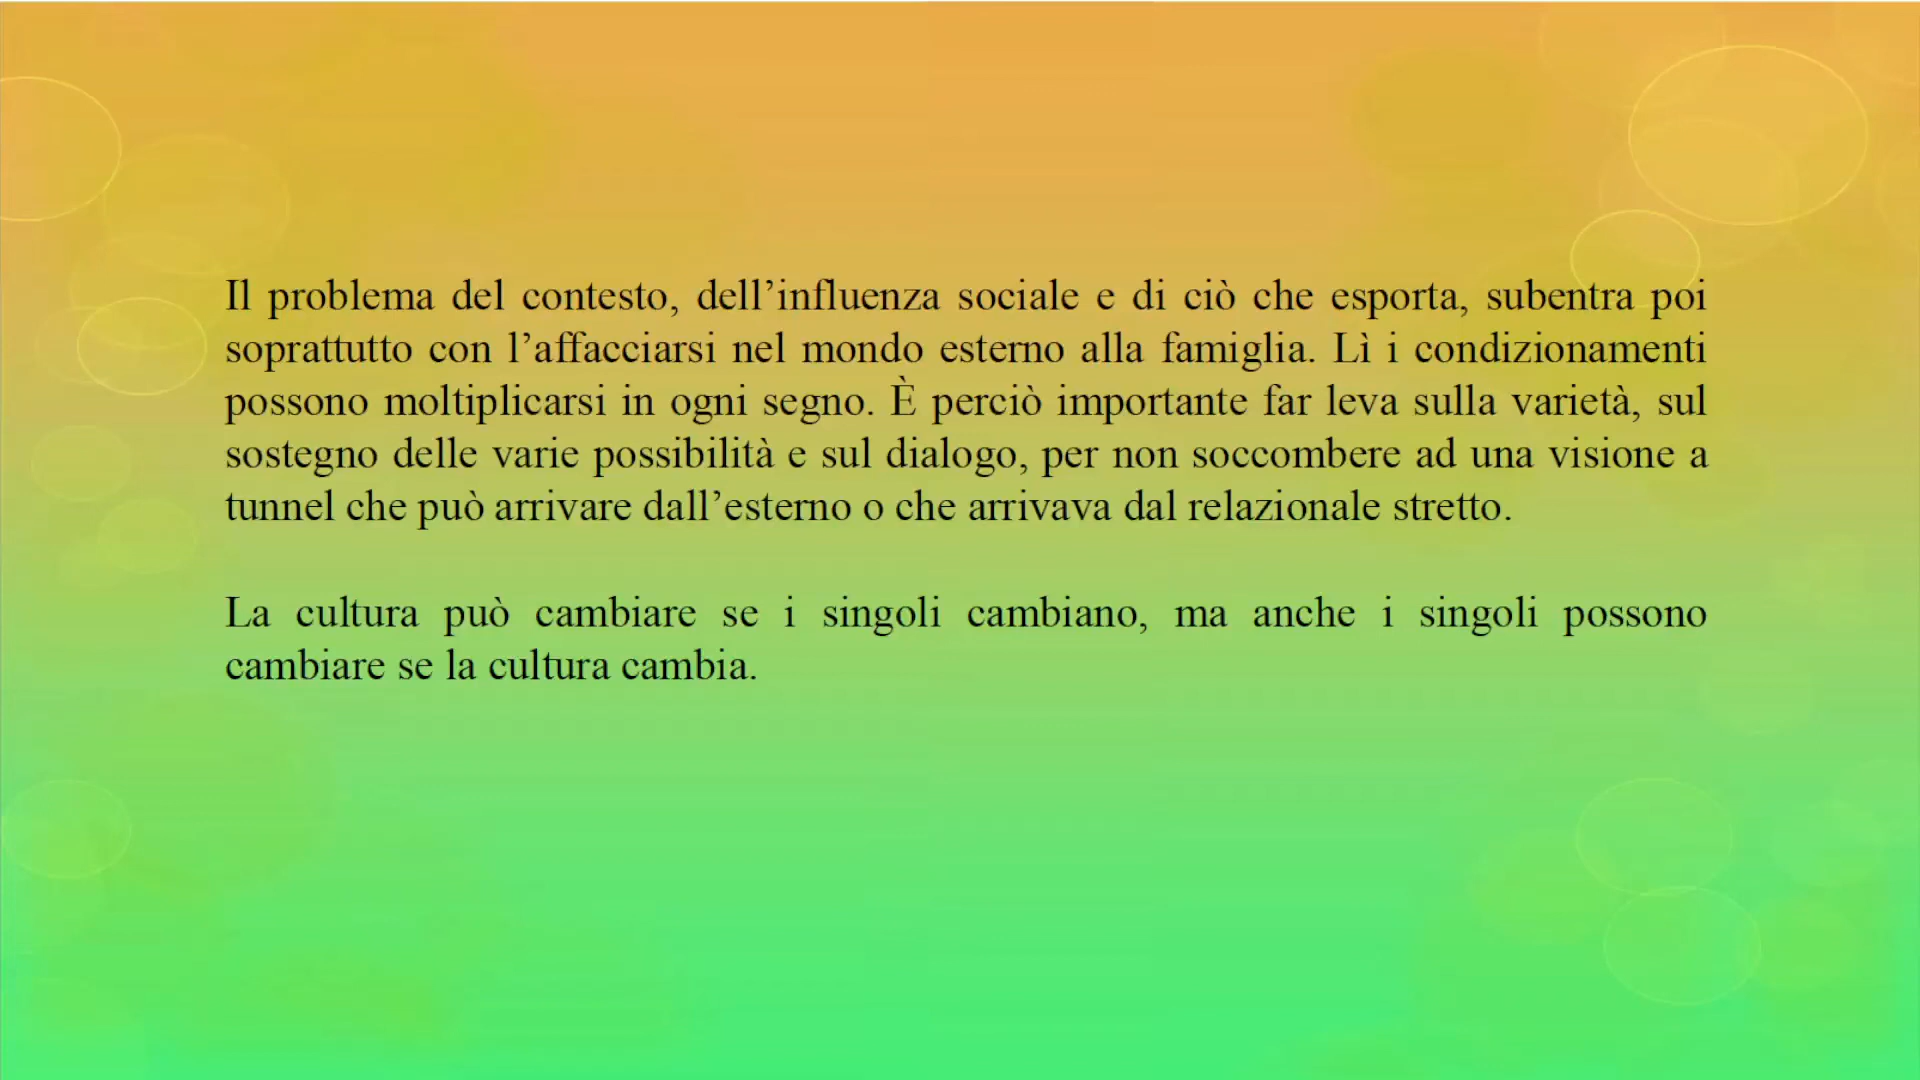 Il problema del contesto, dell’influenza sociale e di ciò che esporta, subentra poi
soprattutto con l’affacciarsi nel mondo esterno alla famiglia. Lì i condizionamenti
possono moltiplicarsi in ogni segno. È perciò importante far leva sulla varietà, sul
sostegno delle varie possibilità e sul dialogo, per non soccombere ad una visione a
tunnel che può arrivare dall’esterno o che arrivava dal relazionale stretto.
La cultura può cambiare se i singoli cambiano, ma anche i singoli possono
cambiare se la cultura cambia.